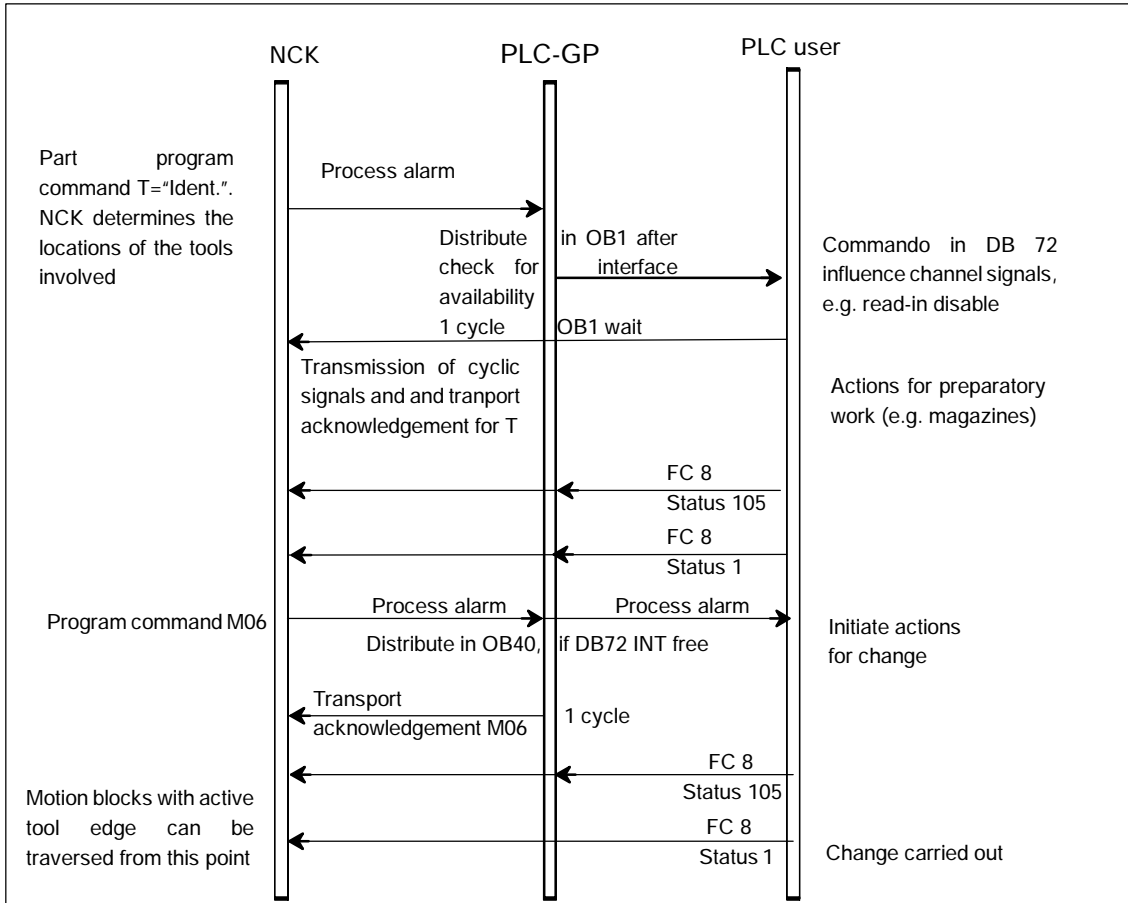 NCK
PLC-GP
PLC user
Part program
command T="Ident.".
NCK determines the
locations of the tools
involved
Process alarm
Distribute in OB1 after
check for interface
availability
1 cycle OB1 wait
Commando in DB 72
influence channel signals,
e.g. read-in disable
Transmission of cyclic
signals and and tranport
acknowledgement for T
Actions for preparatory
work (e.g. magazines)
FC 8
Status 105
FC 8
Status 1
Program command M06
Process alarm
Process alarm
Distribute in OB40, if DB72 INT free
Initiate actions
for change
Transport
acknowledgement M06
1 cycle
FC 8
Status 105
Motion blocks with active
tool edge can be
traversed from this point
FC 8
Status 1
Change carried out